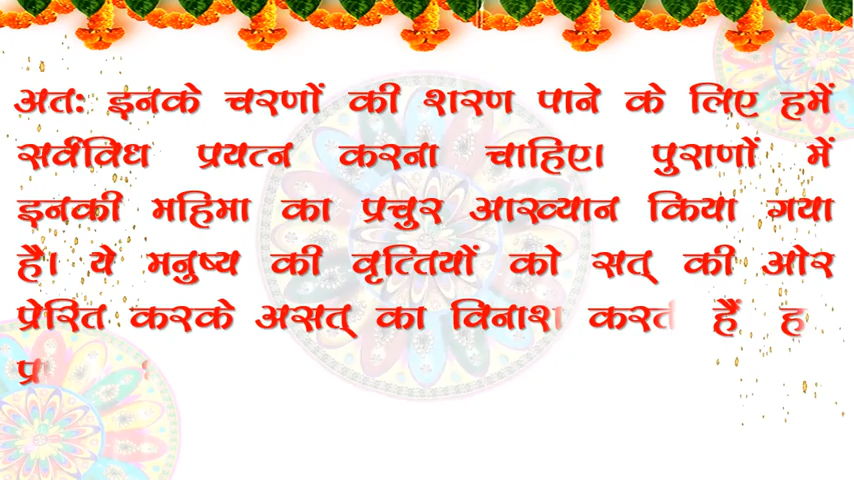 अतः इनके चरणों की शरण पाने के लिए हमें
सर्वविध प्रयत्न करना चाहिए। पुराणों में
इनकी महिमा का प्रचुर आख्यान किया गया
है। ये मनुष्य की वृत्तियों को सत् की ओर
प्रेरित करके असत् का विनाश हैं